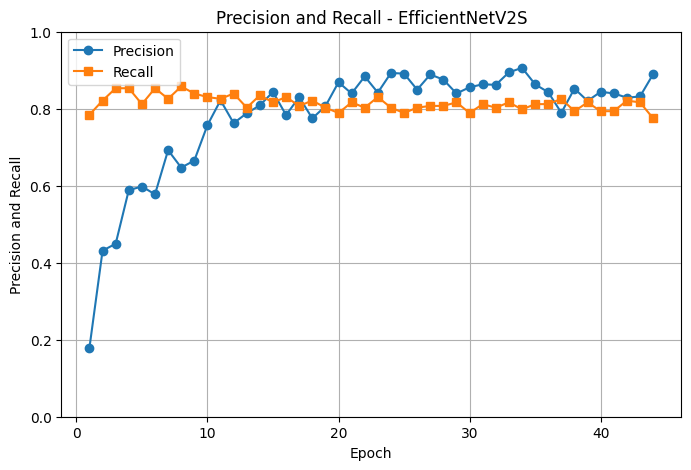 Precision and Recall - EfficientNetV2S
Precision
Recall
1.0
0.8
0.6
0.4
0.2
0.0
Precision and Recall
0
10
20
30
40
Epoch